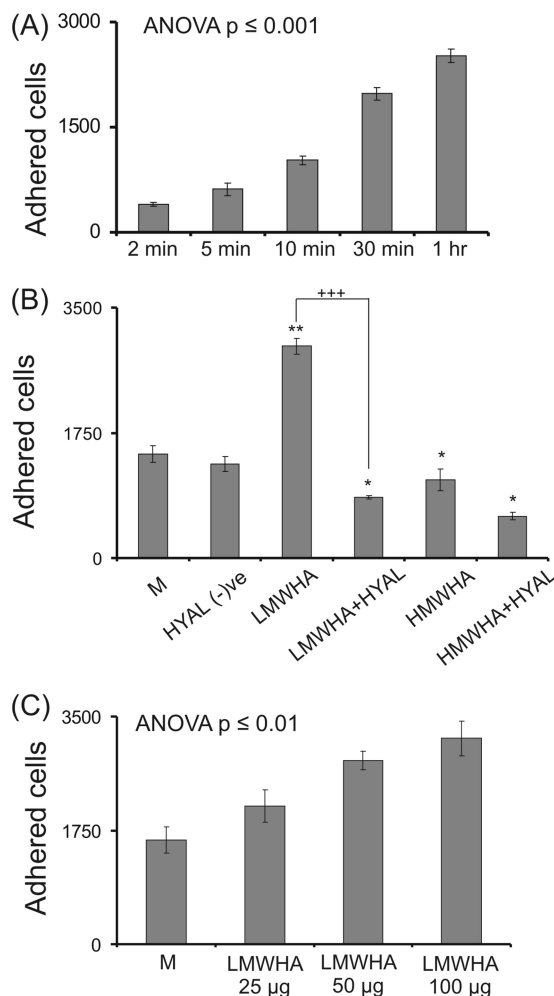 (A)
ANOVA p ≤ 0.001
Adhered cells
3000
1500
0
2 min 5 min 10 min 30 min 1 hr
(B)
Adhered cells
3500
1750
0
+++
**
*
*
*
M HYAL (-)ve LMWHA LMWHA+HYAL HMWHA HMWHA+HYAL
(C)
ANOVA p ≤ 0.01
Adhered cells
3500
1750
0
M LMWHA LMWHA LMWHA
25 µg 50 µg 100 µg